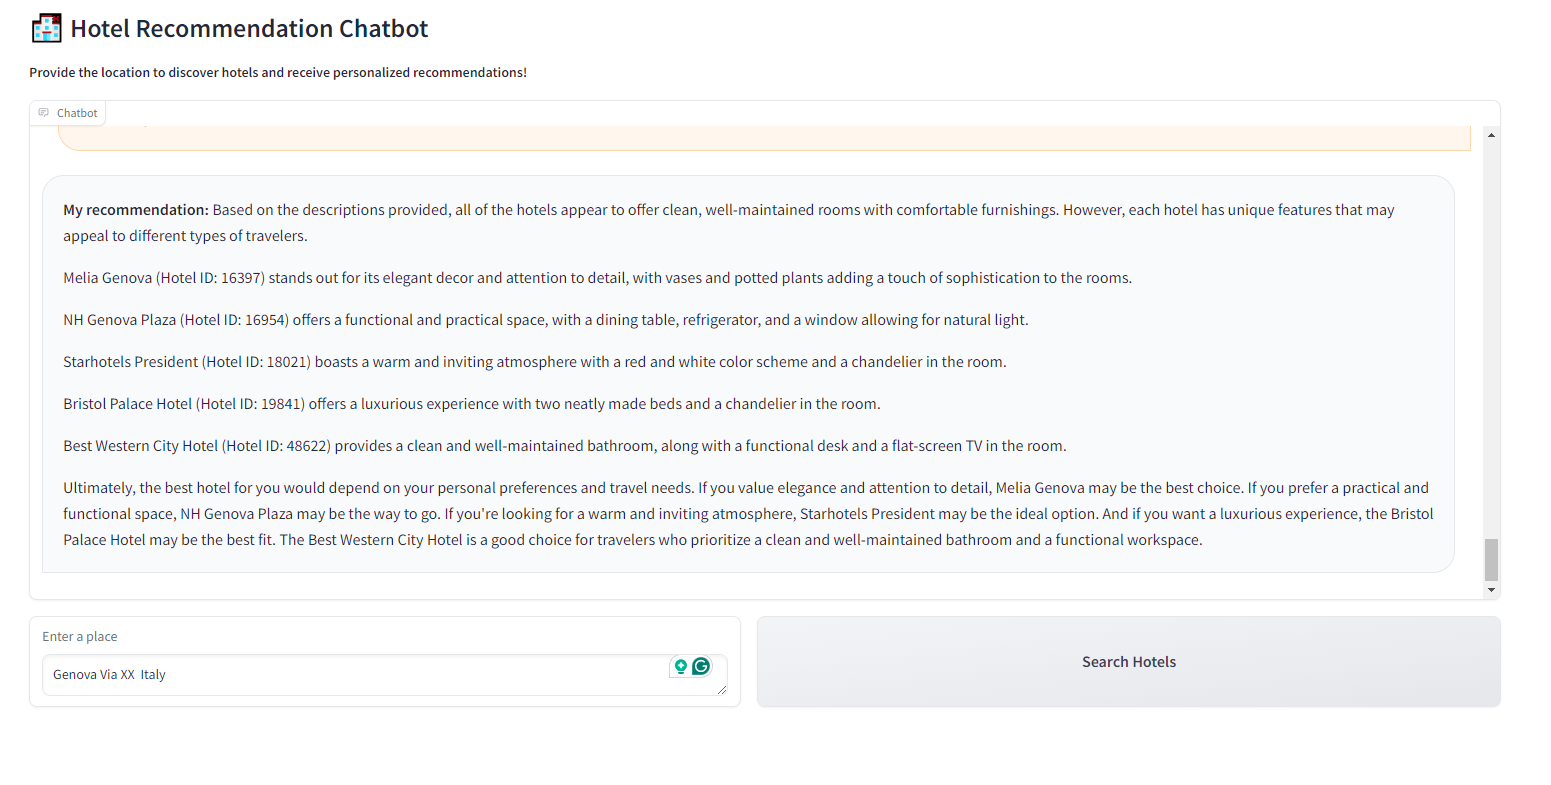 Hotel Recommendation Chatbot
Provide the location to discover hotels and receive personalized recommendations!
Chatbot
My recommendation: Based on the descriptions provided, all of the hotels appear to offer clean, well-maintained rooms with comfortable furnishings. However, each hotel has unique features that may
appeal to different types of travelers.
Melia Genova (Hotel ID: 16397) stands out for its elegant decor and attention to detail, with vases and potted plants adding a touch of sophistication to the rooms.
NH Genova Plaza (Hotel ID: 16954) offers a functional and practical space, with a dining table, refrigerator, and a window allowing for natural light.
Starhotels President (Hotel ID: 18021) boasts a warm and inviting atmosphere with a red and white color scheme and a chandelier in the room.
Bristol Palace Hotel (Hotel ID: 19841) offers a luxurious experience with two neatly made beds and a chandelier in the room.
Best Western City Hotel (Hotel ID: 48622) provides a clean and well-maintained bathroom, along with a functional desk and a flat-screen TV in the room.
Ultimately, the best hotel for you would depend on your personal preferences and travel needs. If you value elegance and attention to detail, Melia Genova may be the best choice. If you prefer a practical and
functional space, NH Genova Plaza may be the way to go. If you're looking for a warm and inviting atmosphere, Starhotels President may be the ideal option. And if you want a luxurious experience, the Bristol
Palace Hotel may be the best fit. The Best Western City Hotel is a good choice for travelers who prioritize a clean and well-maintained bathroom and a functional workspace.
Enter a place
Genova Via XX  Italy
Search Hotels